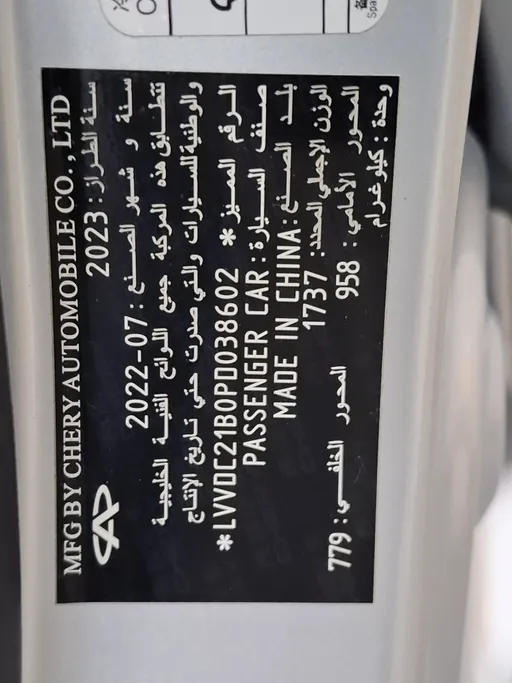 MFG BY CHERY AUTOMOBILE CO., LTD
سنة الطراز: 2023
سنة و شهر الصنع: 2022-07
تتطابق هذه المركبة جميع اللوائح الفنية الخليجية
والوطنية للسيارات والتي صدرت حتى تاريخ الإنتاج
الرقم المميز: *LVVDC21B0PD038602*
صنف السيارة: PASSENGER CAR
بلد الصنع: MADE IN CHINA
الوزن الإجمالي المحدد: 1737
المحور الأمامي: 958 المحور الخلفي: 779
وحدة: كيلوغرام
Spa